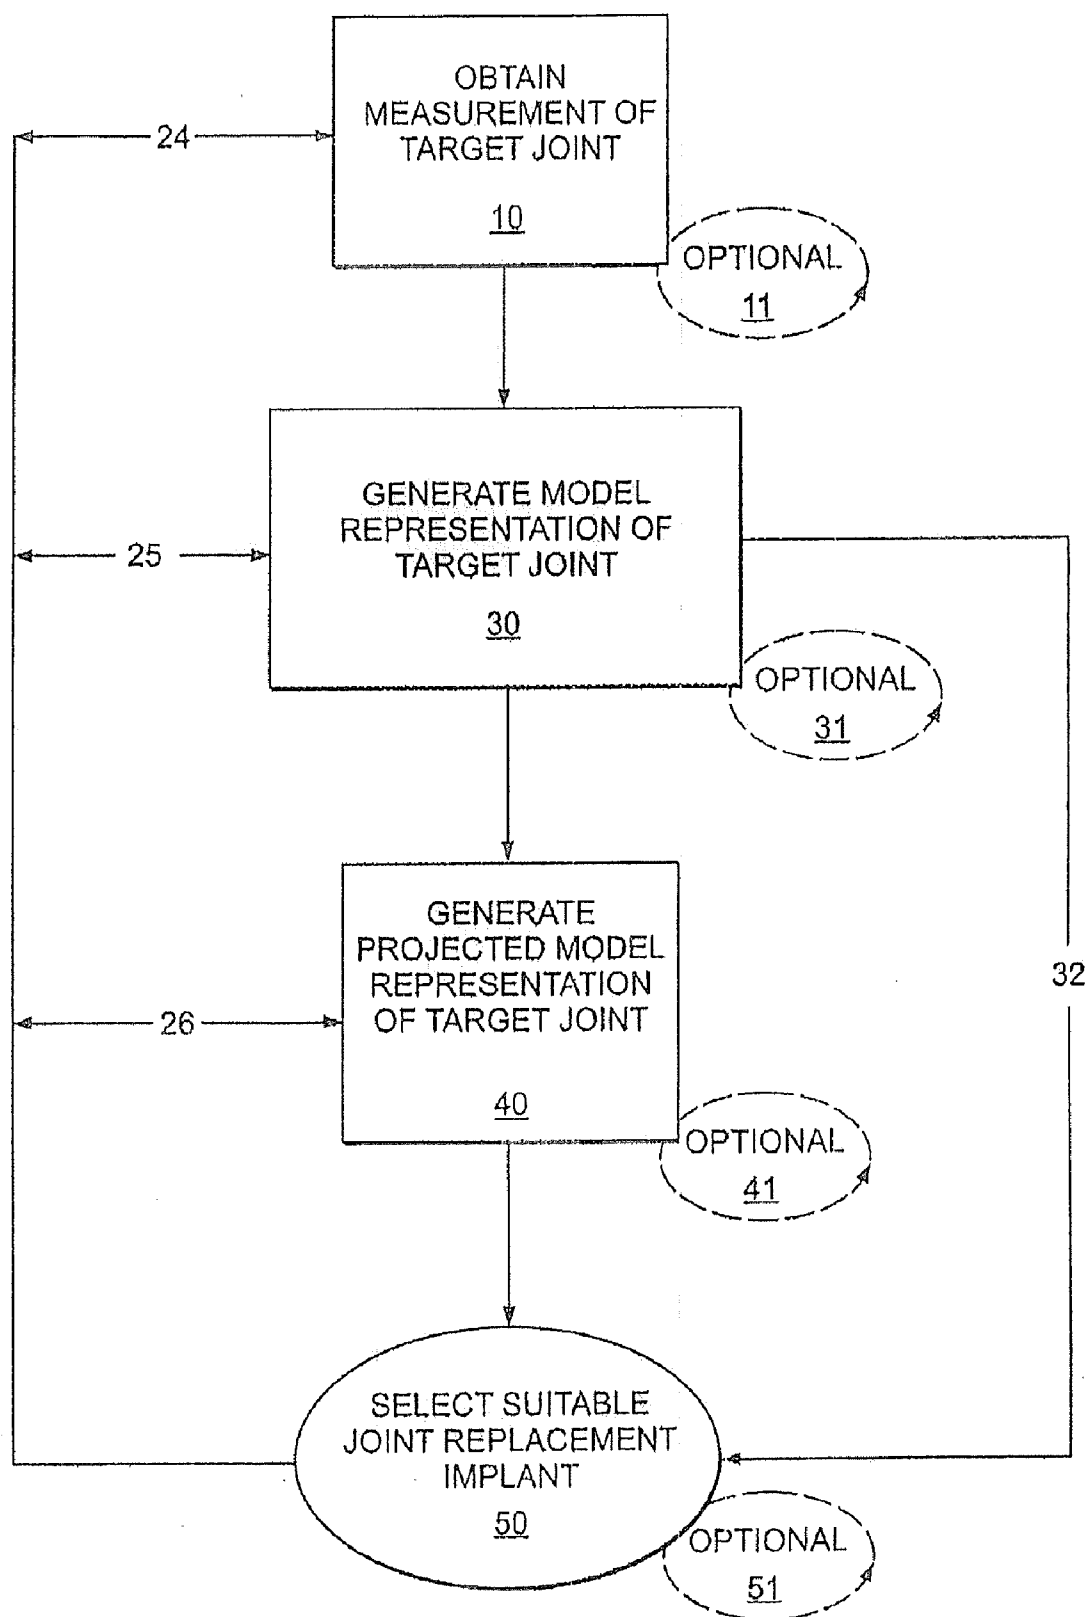 OBTAIN
MEASUREMENT OF
TARGET JOINT
10
24
OPTIONAL
11
GENERATE MODEL
REPRESENTATION OF
TARGET JOINT
30
25
OPTIONAL
31
GENERATE
PROJECTED MODEL
REPRESENTATION
OF TARGET JOINT
40
32
26
OPTIONAL
41
SELECT SUITABLE
JOINT REPLACEMENT
IMPLANT
50
OPTIONAL
51